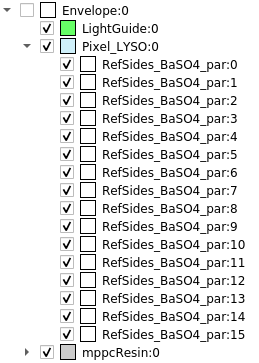 Envelope:0
LightGuide:0
Pixel_LYSO:0
RefSides_BaSO4_par:0
RefSides_BaSO4_par:1
RefSides_BaSO4_par:2
RefSides_BaSO4_par:3
RefSides_BaSO4_par:4
RefSides_BaSO4_par:5
RefSides_BaSO4_par:6
RefSides_BaSO4_par:7
RefSides_BaSO4_par:8
RefSides_BaSO4_par:9
RefSides_BaSO4_par:10
RefSides_BaSO4_par:11
RefSides_BaSO4_par:12
RefSides_BaSO4_par:13
RefSides_BaSO4_par:14
RefSides_BaSO4_par:15
mppcResin:0